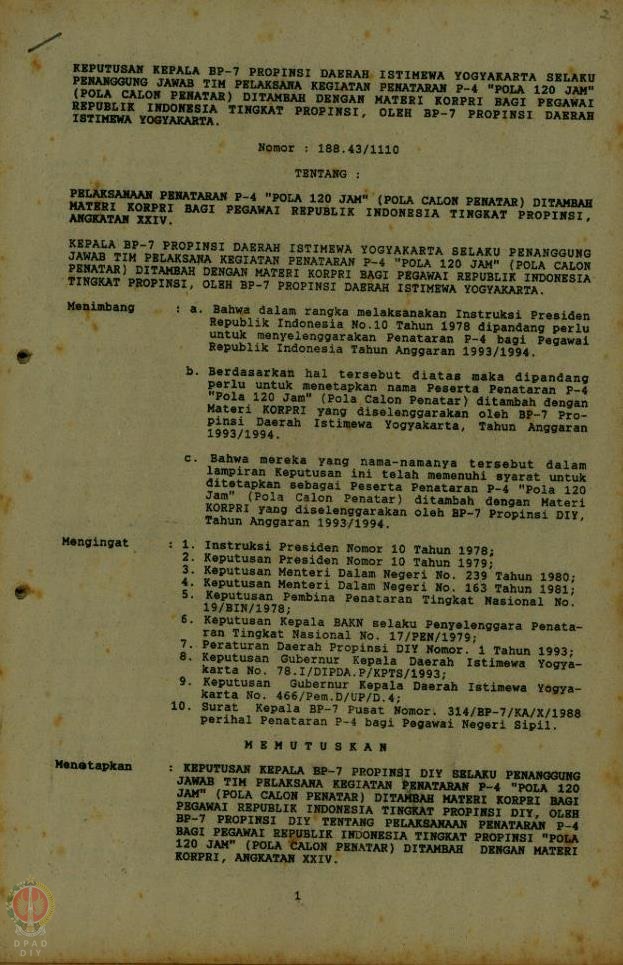 2
KEPUTUSAN KEPALA BP-7 PROPINSI DAERAH ISTIMEWA YOGYAKARTA SELAKU
PENANGGUNG JAWAB TIM PELAKSANA KEGIATAN PENATARAN P-4 "POLA 120 JAM"
(POLA CALON PENATAR) DITAMBAH DENGAN MATERI KORPRI BAGI PEGAWAI
REPUBLIK INDONESIA TINGKAT PROPINSI, OLEH BP-7 PROPINSI DAERAH
ISTIMEWA YOGYAKARTA.
Nomor : 188.43/1110
TENTANG :
PELAKSANAAN PENATARAN P-4 "POLA 120 JAM" (POLA CALON PENATAR) DITAMBAH
MATERI KORPRI BAGI PEGAWAI REPUBLIK INDONESIA TINGKAT PROPINSI,
ANGKATAN XXIV.
KEPALA BP-7 PROPINSI DAERAH ISTIMEWA YOGYAKARTA SELAKU PENANGGUNG
JAWAB TIM PELAKSANA KEGIATAN PENATARAN P-4 "POLA 120 JAM" (POLA CALON
PENATAR) DITAMBAH DENGAN MATERI KORPRI BAGI PEGAWAI REPUBLIK INDONESIA
TINGKAT PROPINSI, OLEH BP-7 PROPINSI DAERAH ISTIMEWA YOGYAKARTA.
Menimbang : a. Bahwa dalam rangka melaksanakan Instruksi Presiden
Republik Indonesia No.10 Tahun 1978 dipandang perlu
untuk menyelenggarakan Penataran P-4 bagi Pegawai
Republik Indonesia Tahun Anggaran 1993/1994.
b. Berdasarkan hal tersebut diatas maka dipandang
perlu untuk menetapkan nama Peserta Penataran P-4
"Pola 120 Jam" (Pola Calon Penatar) ditambah dengan
Materi KORPRI yang diselenggarakan oleh BP-7 Pro-
pinsi Daerah Istimewa Yogyakarta, Tahun Anggaran
1993/1994.
c. Bahwa mereka yang nama-namanya tersebut dalam
lampiran Keputusan ini telah memenuhi syarat untuk
ditetapkan sebagai Peserta Penataran P-4 "Pola 120
Jam" (Pola Calon Penatar) ditambah dengan Materi
KORPRI yang diselenggarakan oleh BP-7 Propinsi DIY,
Tahun Anggaran 1993/1994.
Mengingat : 1. Instruksi Presiden Nomor 10 Tahun 1978;
2. Keputusan Presiden Nomor 10 Tahun 1979;
3. Keputusan Menteri Dalam Negeri No. 239 Tahun 1980;
4. Keputusan Menteri Dalam Negeri No. 163 Tahun 1981;
5. Keputusan Pembina Penataran Tingkat Nasional No.
19/BIN/1978;
6. Keputusan Kepala BAKN selaku Penyelenggara Penata-
ran Tingkat Nasional No. 17/PEN/1979;
7. Peraturan Daerah Propinsi DIY Nomor. 1 Tahun 1993;
8. Keputusan Gubernur Kepala Daerah Istimewa Yogya-
karta No. 78.I/DIPDA.P/KPTS/1993;
9. Keputusan Gubernur Kepala Daerah Istimewa Yogya-
karta No. 466/Pem.D/UP/D.4;
10. Surat Kepala BP-7 Pusat Nomor. 314/BP-7/KA/X/1988
perihal Penataran P-4 bagi Pegawai Negeri Sipil.
M E M U T U S K A N
Menetapkan : KEPUTUSAN KEPALA BP-7 PROPINSI DIY SELAKU PENANGGUNG
JAWAB TIM PELAKSANA KEGIATAN PENATARAN P-4 "POLA 120
JAM" (POLA CALON PENATAR) DITAMBAH MATERI KORPRI BAGI
PEGAWAI REPUBLIK INDONESIA TINGKAT PROPINSI DIY, OLEH
BP-7 PROPINSI DIY TENTANG PELAKSANAAN PENATARAN P-4
BAGI PEGAWAI REPUBLIK INDONESIA TINGKAT PROPINSI "POLA
120 JAM" (POLA CALON PENATAR) DITAMBAH DENGAN MATERI
KORPRI, ANGKATAN XXIV.
1
DPAD
DIY